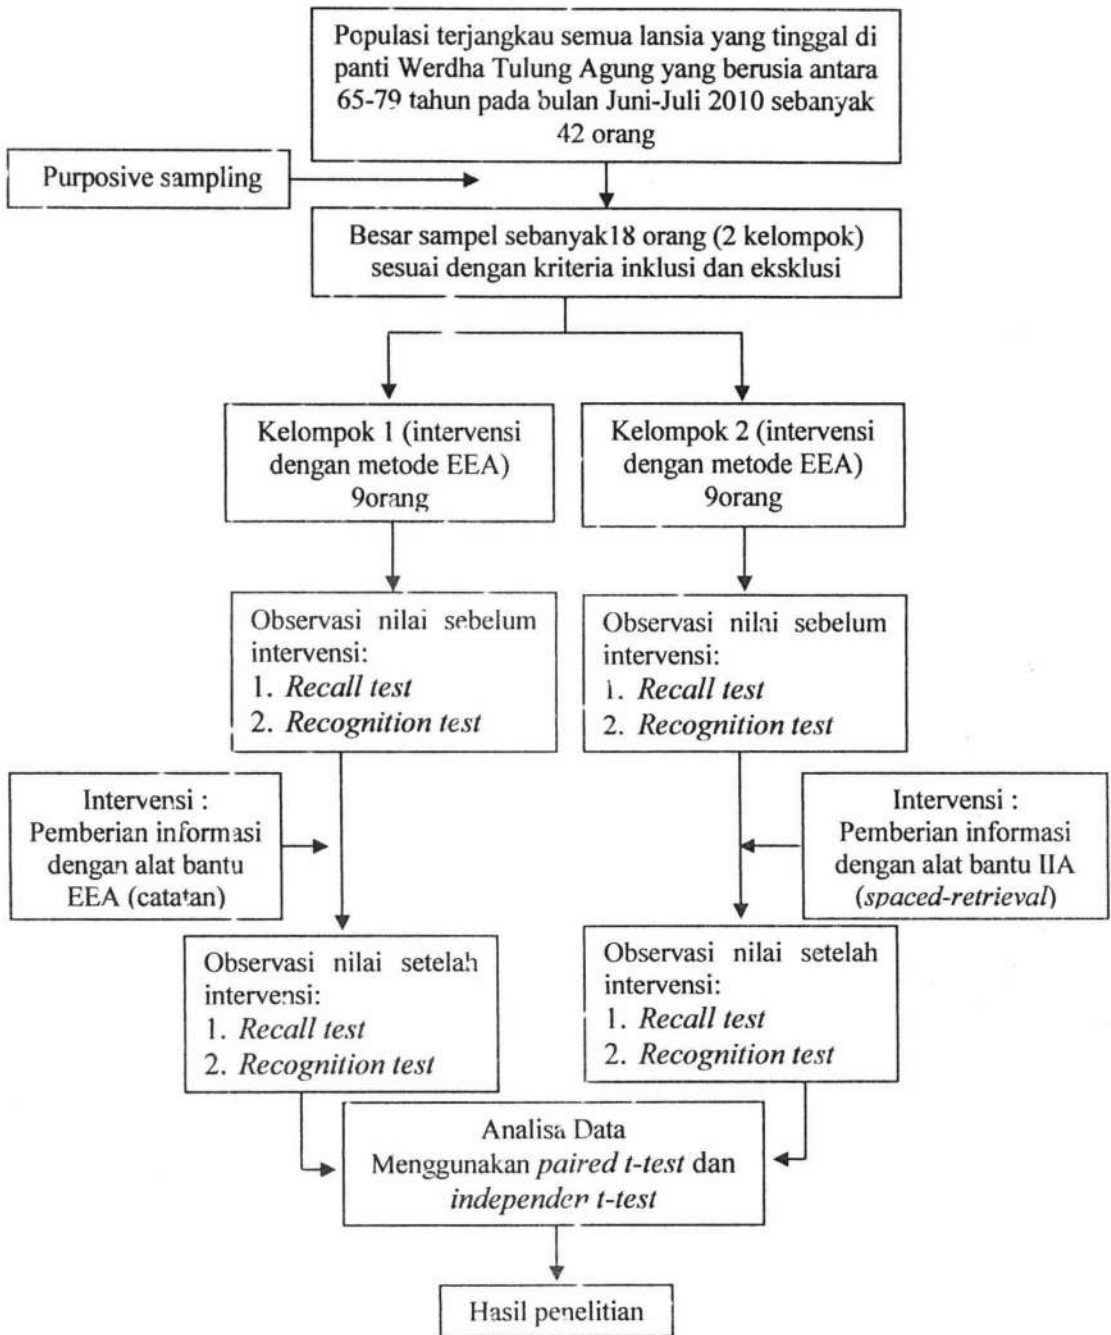 Populasi terjangkau semua lansia yang tinggal di
panti Werdha Tulung Agung yang berusia antara
65-79 tahun pada bulan Juni-Juli 2010 sebanyak
42 orang
Purposive sampling
Besar sampel sebanyak18 orang (2 kelompok)
sesuai dengan kriteria inklusi dan eksklusi
Kelompok 1 (intervensi
dengan metode EEA)
9orang
Kelompok 2 (intervensi
dengan metode EEA)
9orang
Observasi nilai sebelum
intervensi:
1. Recall test
2. Recognition test
Observasi nilai sebelum
intervensi:
1. Recall test
2. Recognition test
Intervensi :
Pemberian informasi
dengan alat bantu
EEA (catatan)
Intervensi :
Pemberian informasi
dengan alat bantu IIA
(spaced-retrieval)
Observasi nilai setelah
intervensi:
1. Recall test
2. Recognition test
Observasi nilai setelah
intervensi:
1. Recall test
2. Recognition test
Analisa Data
Menggunakan paired t-test dan
independen t-test
Hasil penelitian